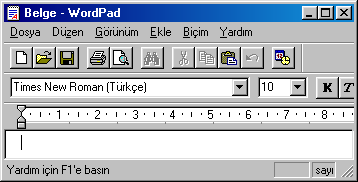 Belge - WordPad
Dosya Düzen Görünüm Ekle Biçim Yardım
Times New Roman (Türkçe) 10 K T
1 2 3 4 5 6 7 8
Yardım için F1'e basın sayı